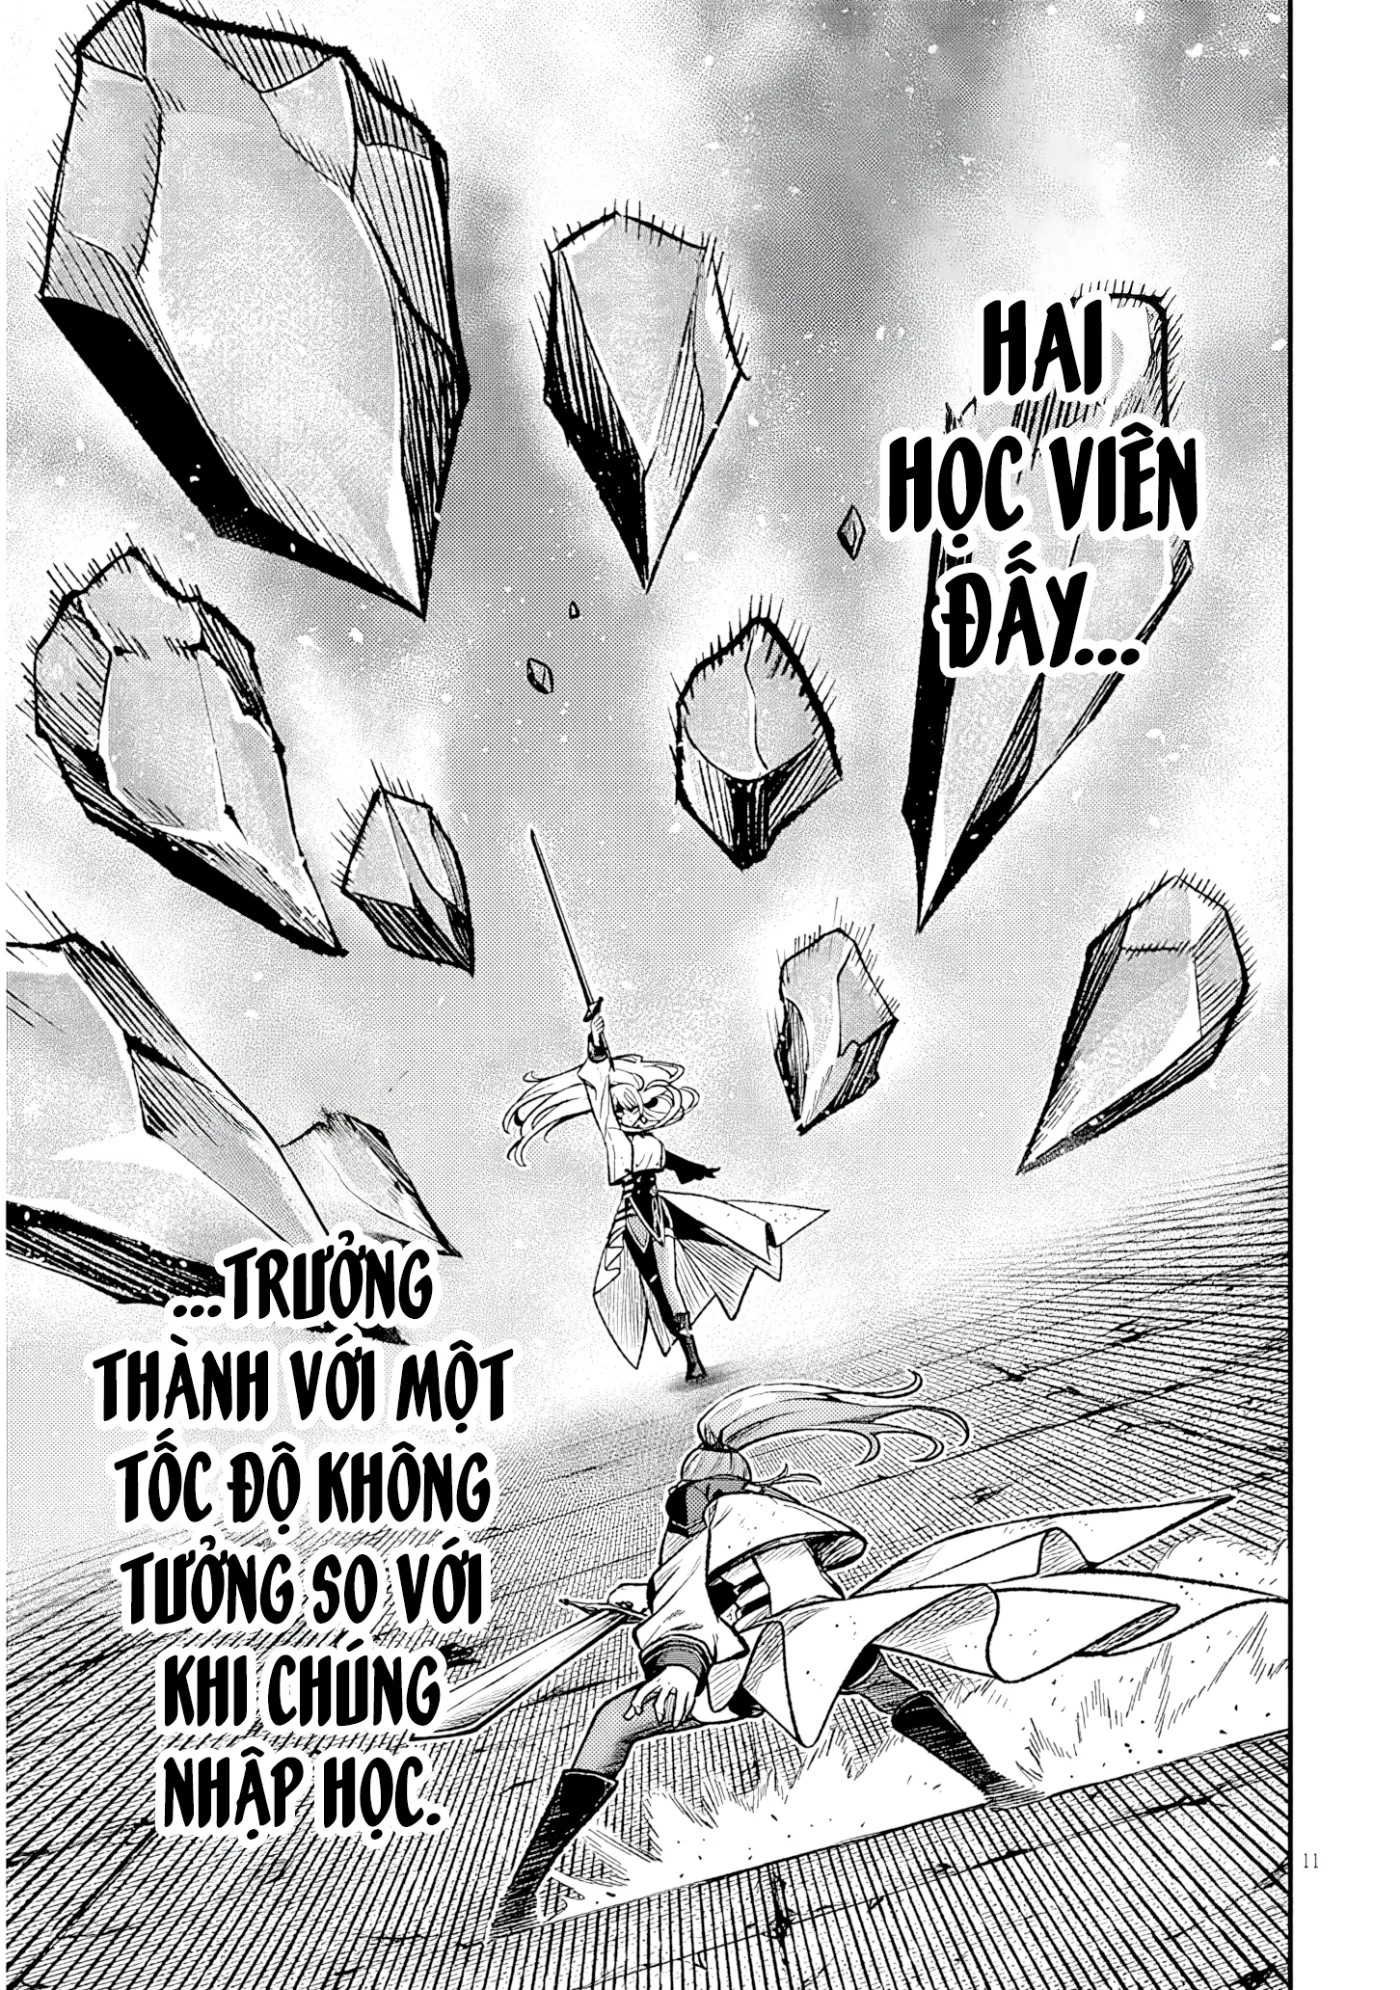 HAI
HỌC VIÊN
ĐẤY...
...TRƯỞNG
THÀNH VỚI MỘT
TỐC ĐỘ KHÔNG
TƯỞNG SO VỚI
KHI CHÚNG
NHẬP HỌC.
11